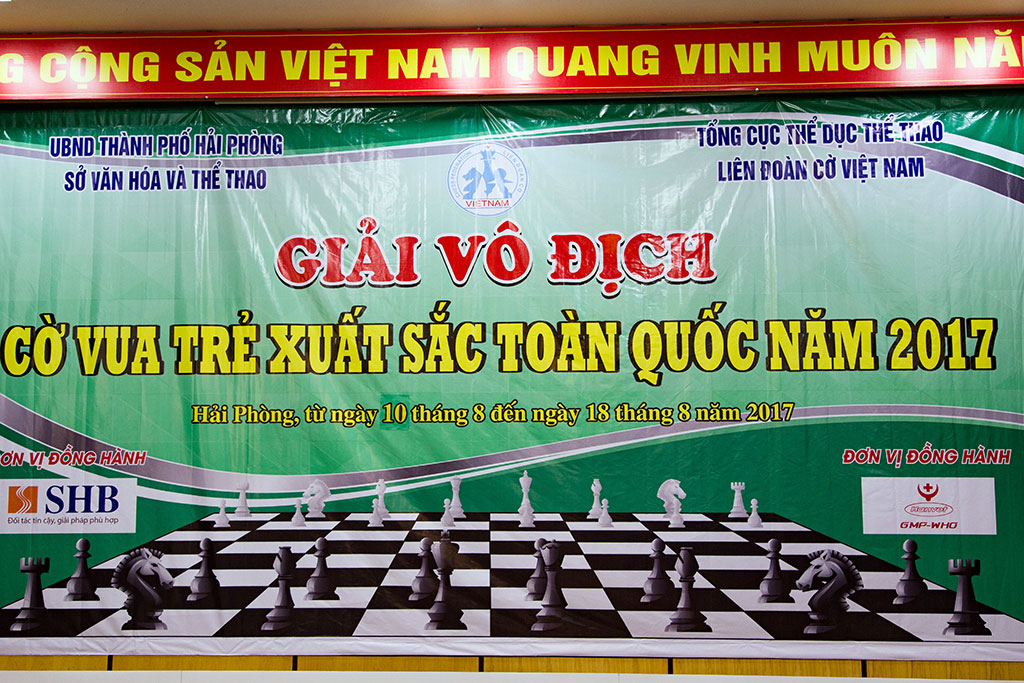 G CỘNG SẢN VIỆT NAM QUANG VINH MUÔN NĂ
UBND THÀNH PHỐ HẢI PHÒNG
SỞ VĂN HÓA VÀ THỂ THAO
TỔNG CỤC THỂ DỤC THỂ THAO
LIÊN ĐOÀN CỜ VIỆT NAM
VIETNAM
GIẢI VÔ ĐỊCH
CỜ VUA TRẺ XUẤT SẮC TOÀN QUỐC NĂM 2017
Hải Phòng, từ ngày 10 tháng 8 đến ngày 18 tháng 8 năm 2017
ƠN VỊ ĐỒNG HÀNH
SHB
Đối tác tin cậy, giải pháp phù hợp
ĐƠN VỊ ĐỒNG HÀNH
Hanvet
GMP-WHO